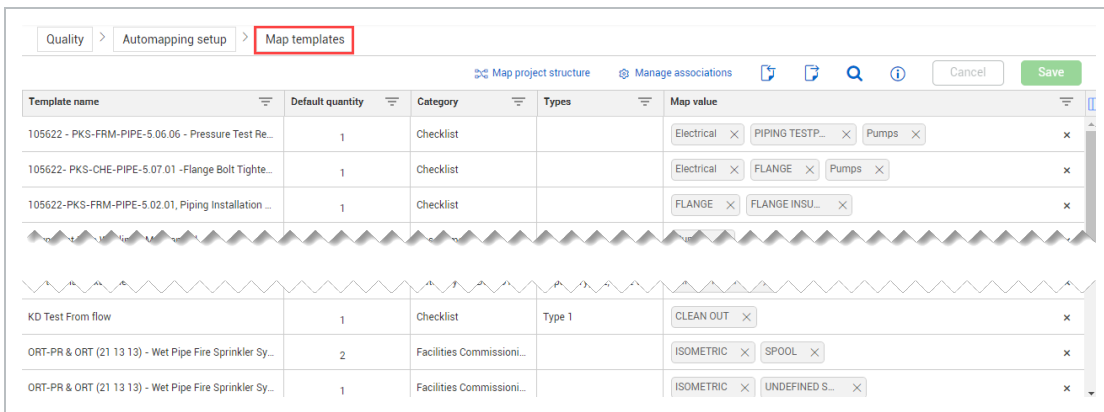 Quality > Automapping setup > Map templates
Map project structure Manage associations Cancel Save
Template name Default quantity Category Types Map value
105622 - PKS-FRM-PIPE-5.06.06 - Pressure Test Re... 1 Checklist Electrical PIPING TESTP... Pumps
105622- PKS-CHE-PIPE-5.07.01 -Flange Bolt Tighte... 1 Checklist Electrical FLANGE Pumps
105622-PKS-FRM-PIPE-5.02.01, Piping Installation ... 1 Checklist FLANGE FLANGE INSU...
KD Test From flow 1 Checklist Type 1 CLEAN OUT
ORT-PR & ORT (21 13 13) - Wet Pipe Fire Sprinkler Sy... 2 Facilities Commissioni... ISOMETRIC SPOOL
ORT-PR & ORT (21 13 13) - Wet Pipe Fire Sprinkler Sy... 1 Facilities Commissioni... ISOMETRIC UNDEFINED S...